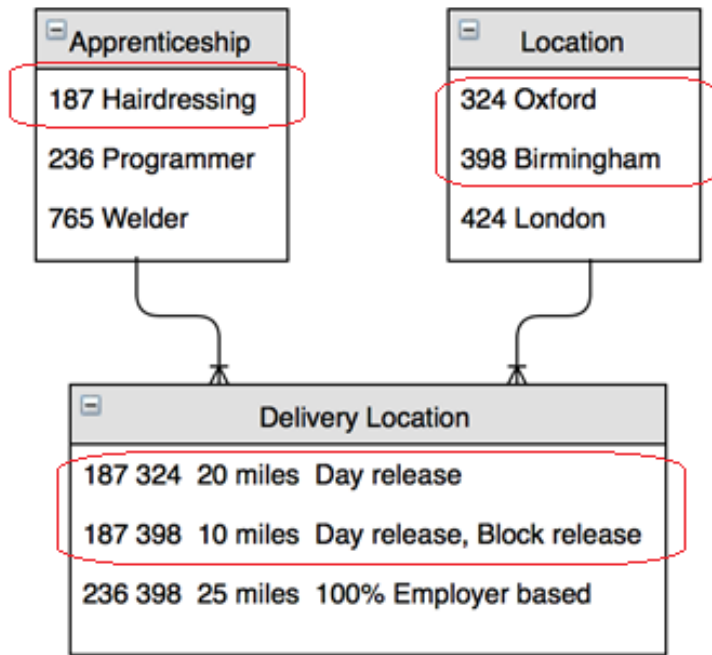 Apprenticeship
187 Hairdressing
236 Programmer
765 Welder
Location
324 Oxford
398 Birmingham
424 London
Delivery Location
187 324 20 miles Day release
187 398 10 miles Day release, Block release
236 398 25 miles 100% Employer based